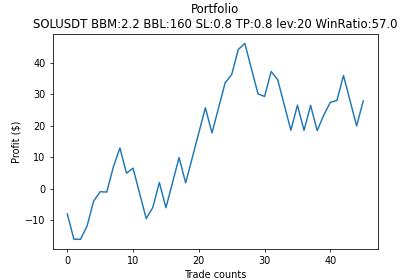 Portfolio
SOLUSDT BBM:2.2 BBL:160 SL:0.8 TP:0.8 lev:20 WinRatio:57.0
40
30
20
10
0
−10
Profit ($)
0
10
20
30
40
Trade counts